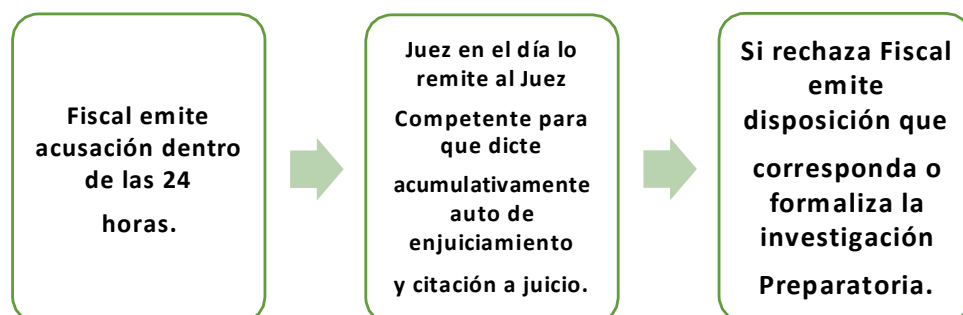 Fiscal emite
acusación dentro
de las 24
horas.
Juez en el día lo
remite al Juez
Competente para
que dicte
acumulativamente
auto de
enjuiciamiento
y citación a juicio.
Si rechaza Fiscal
emite
disposición que
corresponda o
formaliza la
investigación
Preparatoria.